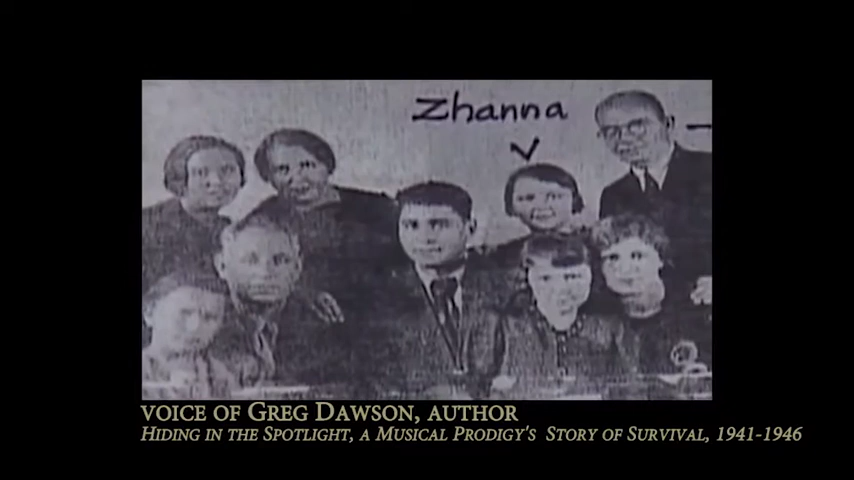 Zhanna
VOICE OF GREG DAWSON, AUTHOR
HIDING IN THE SPOTLIGHT, A MUSICAL PRODIGY'S STORY OF SURVIVAL, 1941-1946